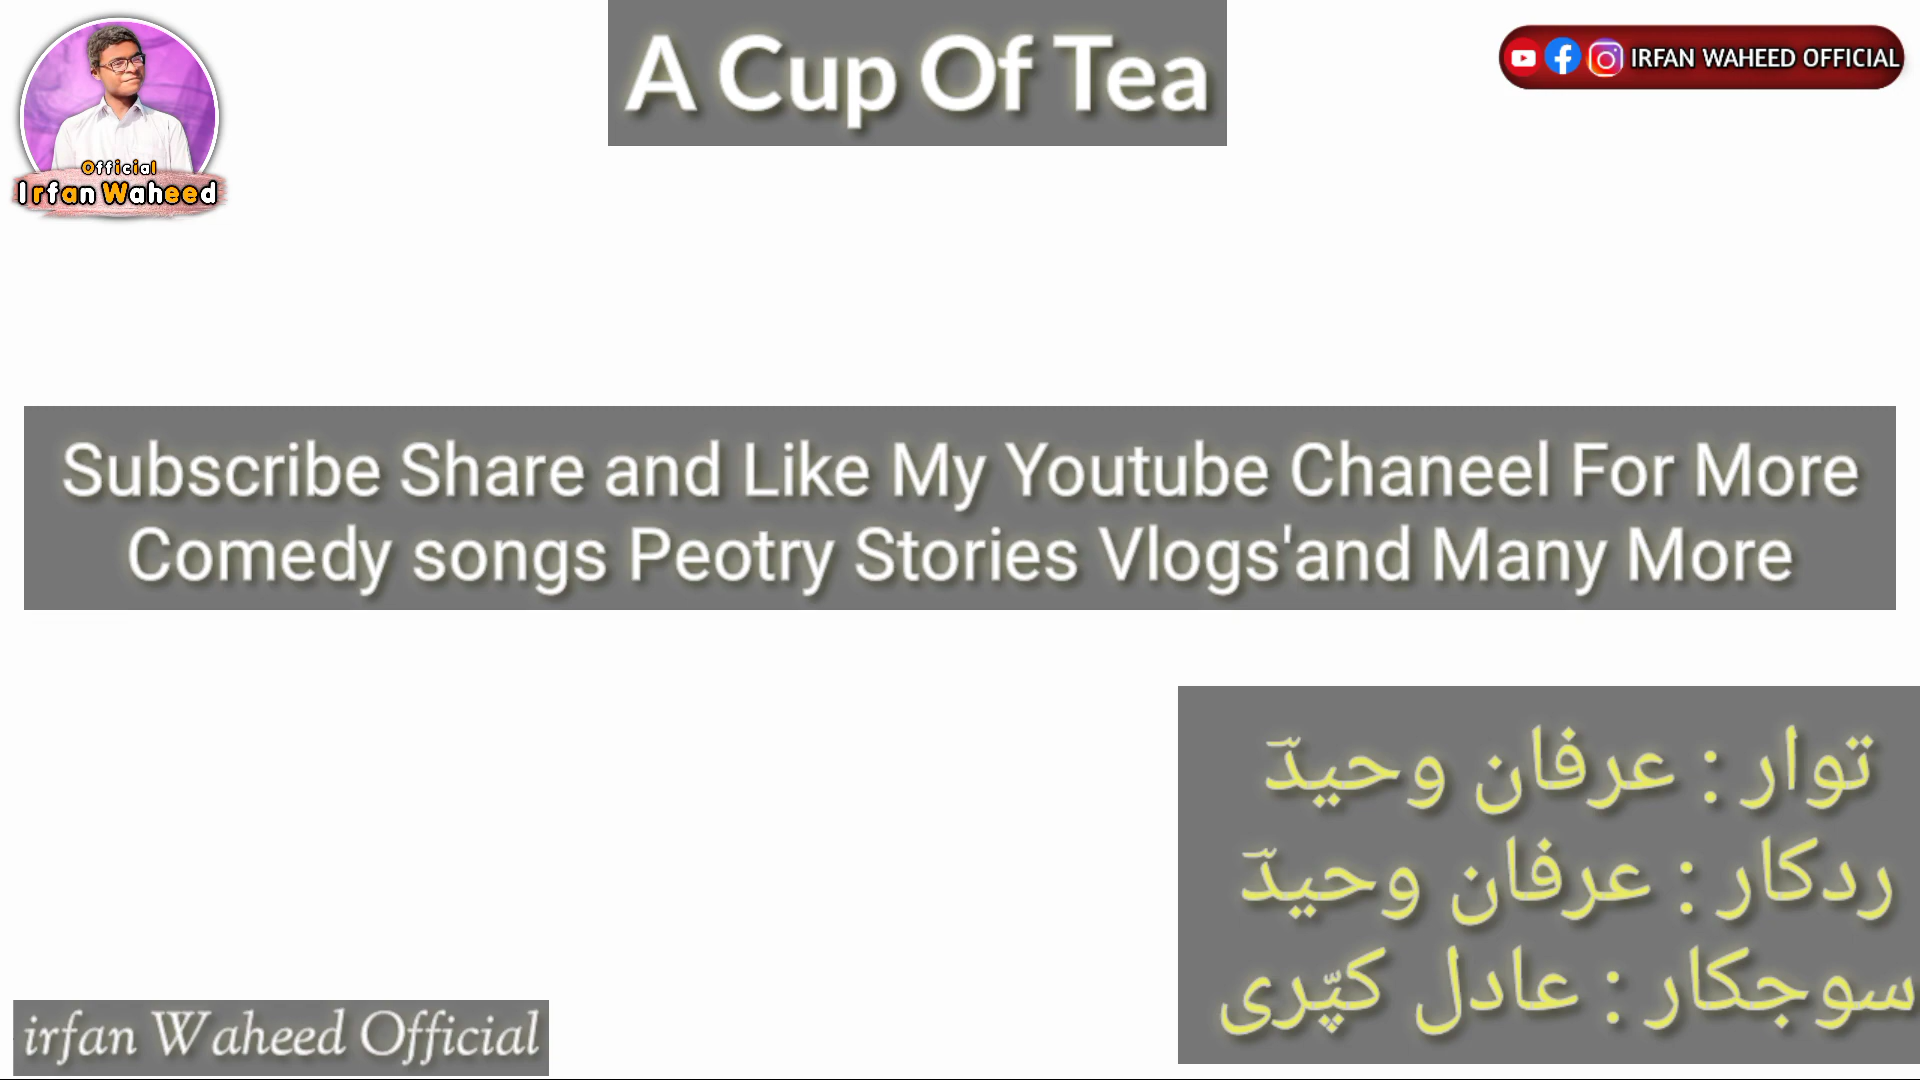 A Cup Of Tea
IRFAN WAHEED OFFICIAL
Official
Irfan Waheed
Subscribe Share and Like My Youtube Chaneel For More
Comedy songs Peotry Stories Vlogs'and Many More
توار : عرفان وحیدؔ
ردکار : عرفان وحیدؔ
سوجکار : عادل کپّری
irfan Waheed Official